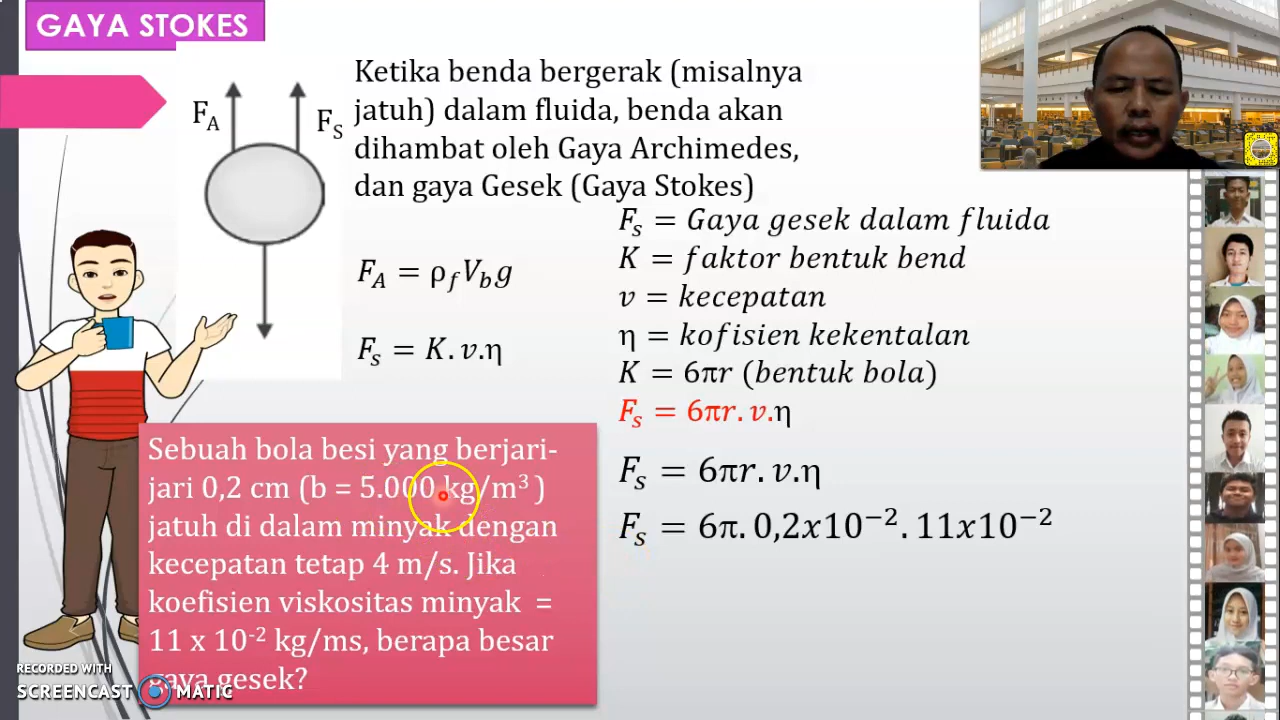 GAYA STOKES
F_A
F_S
Ketika benda bergerak (misalnya
jatuh) dalam fluida, benda akan
dihambat oleh Gaya Archimedes,
dan gaya Gesek (Gaya Stokes)
F_A = ρ_f V_b g
F_s = K. v.η
F_s = Gaya gesek dalam fluida
K = faktor bentuk bend
v = kecepatan
η = kofisien kekentalan
K = 6πr (bentuk bola)
F_s = 6πr. v.η
F_s = 6πr. v.η
F_s = 6π. 0,2x10⁻². 11x10⁻²
Sebuah bola besi yang berjari-
jari 0,2 cm (b = 5.000 kg/m³ )
jatuh di dalam minyak dengan
kecepatan tetap 4 m/s. Jika
koefisien viskositas minyak =
11 x 10⁻² kg/ms, berapa besar
gaya gesek?
RECORDED WITH
SCREENCAST MATIC